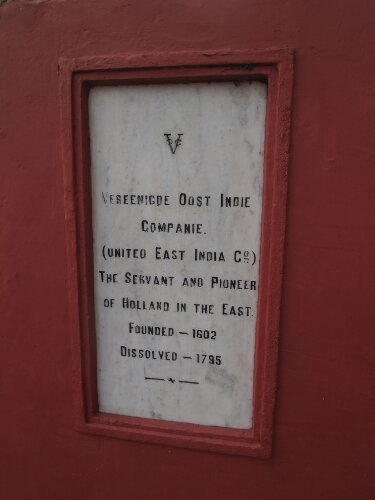 V
VEREENIGDE OOST INDIE
COMPANIE.
(UNITED EAST INDIA Co)
THE SERVANT AND PIONEER
OF HOLLAND IN THE EAST.
FOUNDED – 1602
DISSOLVED – 1795